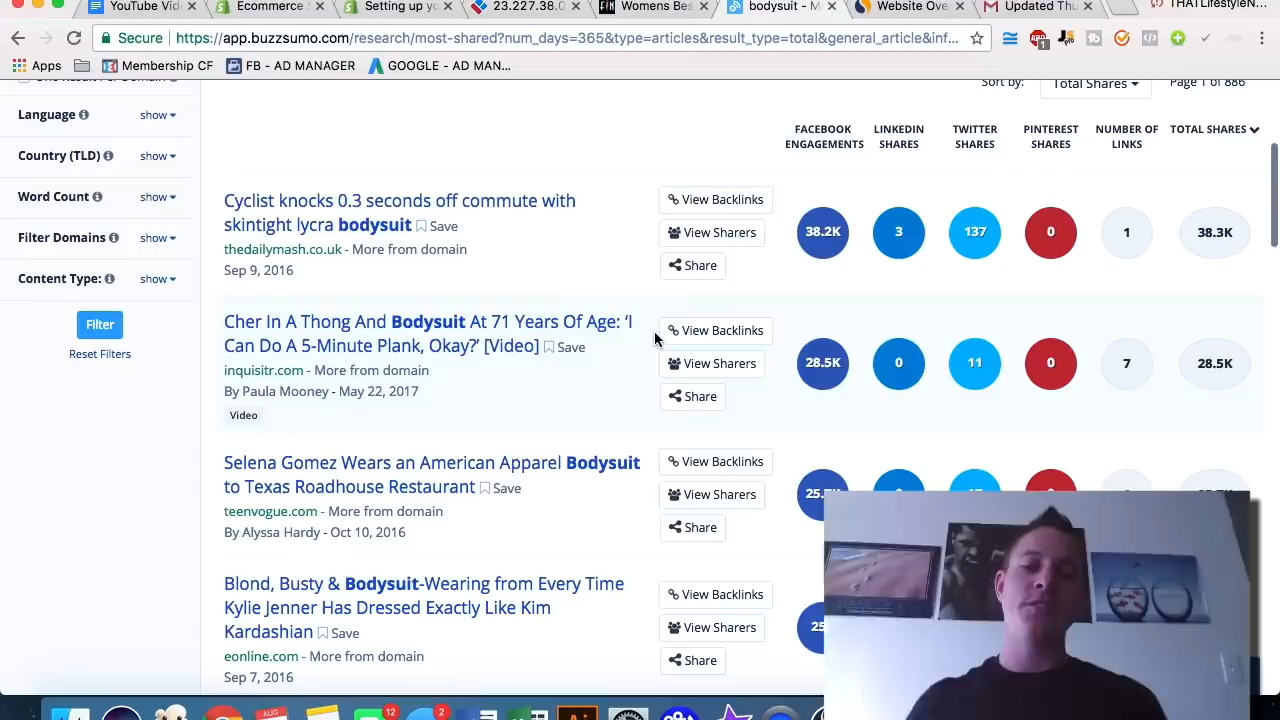 YouTube Vid
Ecommerce
Setting up yo
23.227.38.0
Womens Bes
bodysuit - M
Website Ove
Updated Thu
THATLifestyleN
Secure
https://app.buzzsumo.com/research/most-shared?num_days=365&type=articles&result_type=total&general_article&inf...
Apps
Membership CF
FB - AD MANAGER
GOOGLE - AD MAN...
Sort by:
Total Shares
Page 1 of 886
Language
show
Country (TLD)
show
Word Count
show
Filter Domains
show
Content Type:
show
Filter
Reset Filters
FACEBOOK ENGAGEMENTS
LINKEDIN SHARES
TWITTER SHARES
PINTEREST SHARES
NUMBER OF LINKS
TOTAL SHARES
Cyclist knocks 0.3 seconds off commute with
skintight lycra bodysuit Save
thedailymash.co.uk - More from domain
Sep 9, 2016
View Backlinks
View Sharers
Share
38.2K
3
137
0
1
38.3K
Cher In A Thong And Bodysuit At 71 Years Of Age: ‘I
Can Do A 5-Minute Plank, Okay?’ [Video] Save
inquisitr.com - More from domain
By Paula Mooney - May 22, 2017
Video
View Backlinks
View Sharers
Share
28.5K
0
11
0
7
28.5K
Selena Gomez Wears an American Apparel Bodysuit
to Texas Roadhouse Restaurant Save
teenvogue.com - More from domain
By Alyssa Hardy - Oct 10, 2016
View Backlinks
View Sharers
Share
Blond, Busty & Bodysuit-Wearing from Every Time
Kylie Jenner Has Dressed Exactly Like Kim
Kardashian Save
eonline.com - More from domain
Sep 7, 2016
View Backlinks
View Sharers
Share
AUG
12
2